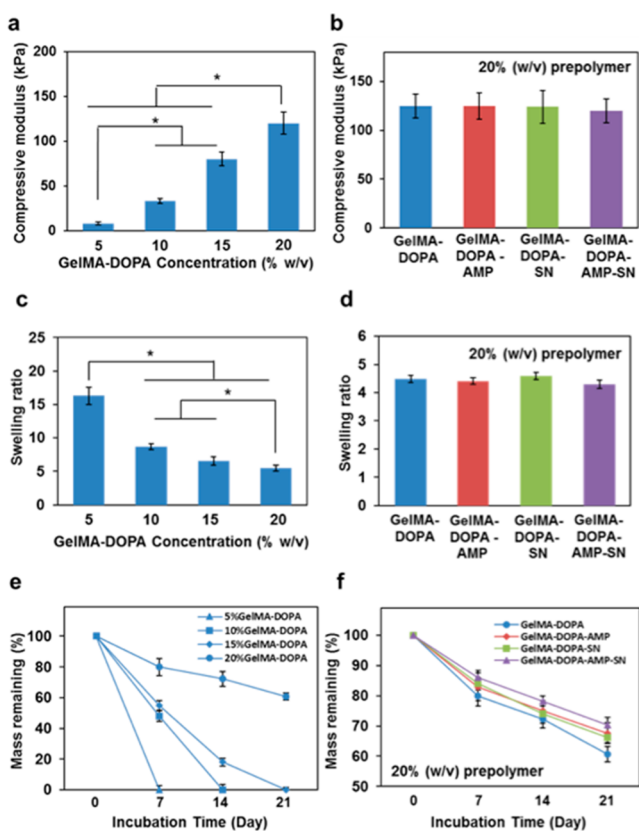 a
Compressive modulus (kPa)
200
150
100
50
0
*
*
5 10 15 20
GelMA-DOPA Concentration (% w/v)
b
Compressive modulus (kPa)
200
150
100
50
0
20% (w/v) prepolymer
GelMA-
DOPA
GelMA-
DOPA -
AMP
GelMA-
DOPA-
SN
GelMA-
DOPA-
AMP-SN
c
Swelling ratio
25
20
15
10
5
0
*
*
5 10 15 20
GelMA-DOPA Concentration (% w/v)
d
Swelling ratio
6
5
4
3
2
1
0
20% (w/v) prepolymer
GelMA-
DOPA
GelMA-
DOPA -
AMP
GelMA-
DOPA-
SN
GelMA-
DOPA-
AMP-SN
e
Mass remaining (%)
120
100
80
60
40
20
0
5%GelMA-DOPA
10%GelMA-DOPA
15%GelMA-DOPA
20%GelMA-DOPA
0 7 14 21
Incubation Time (Day)
f
Mass remaining (%)
110
100
90
80
70
60
50
GelMA-DOPA
GelMA-DOPA-AMP
GelMA-DOPA-SN
GelMA-DOPA-AMP-SN
20% (w/v) prepolymer
0 7 14 21
Incubation Time (Day)